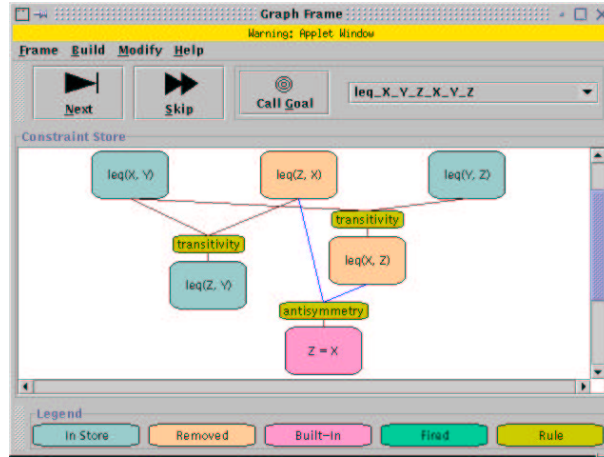 Graph Frame
Warning: Applet Window
Frame Build Modify Help
Next Skip Call Goal leq_X_Y_Z_X_Y_Z
Constraint Store
leq(X, Y) leq(Z, X) leq(Y, Z)
transitivity
transitivity
leq(X, Z)
leq(Z, Y)
antisymmetry
Z = X
Legend
In Store Removed Built-In Fired Rule